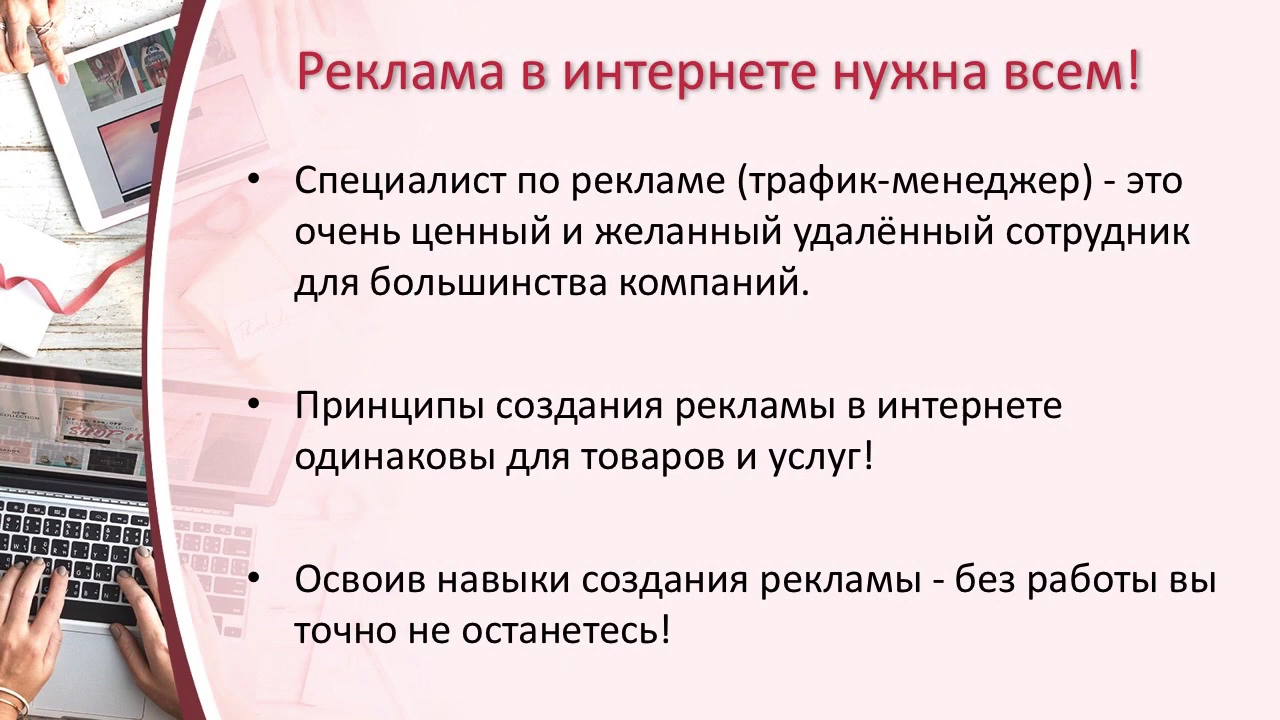 Реклама в интернете нужна всем!
• Специалист по рекламе (трафик-менеджер) - это
очень ценный и желанный удалённый сотрудник
для большинства компаний.
• Принципы создания рекламы в интернете
одинаковы для товаров и услуг!
• Освоив навыки создания рекламы - без работы вы
точно не останетесь!